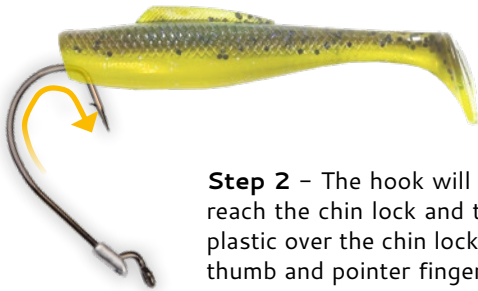 Step 2 - The hook will
reach the chin lock and
plastic over the chin lock
thumb and pointer finger